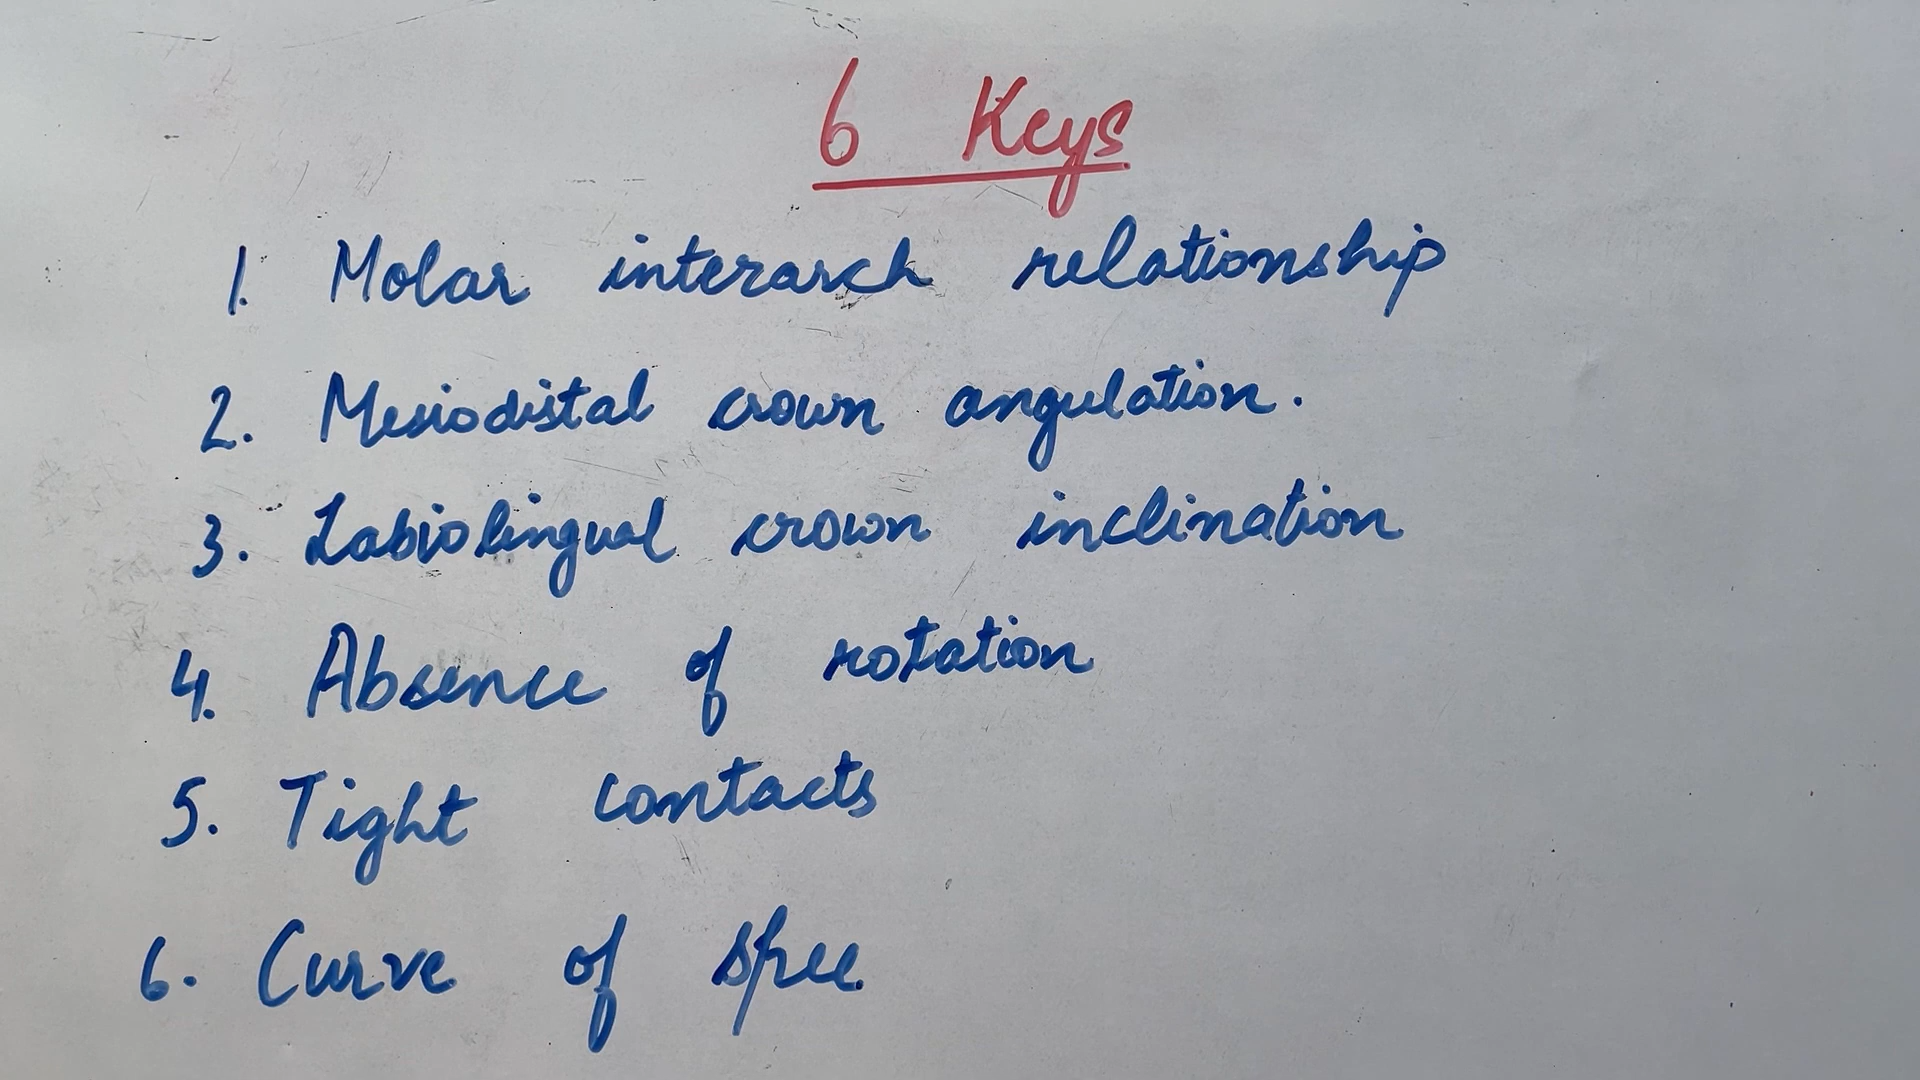 6 Keys
1. Molar interarch relationship
2. Mesiodistal crown angulation.
3. Labiolingual crown inclination
4. Absence of rotation
5. Tight contacts
6. Curve of spee